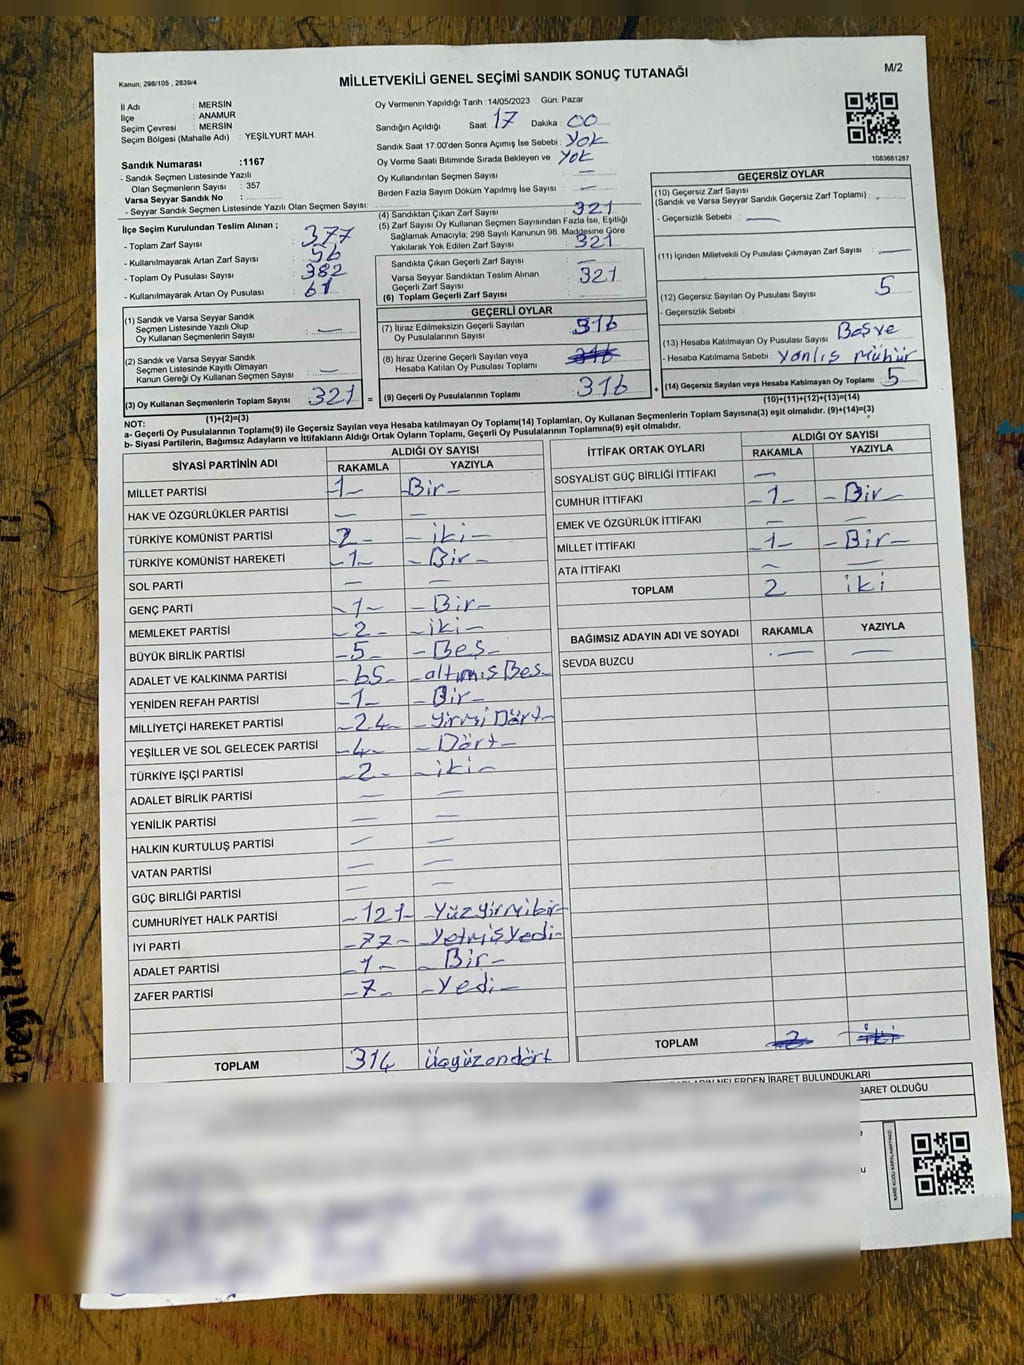 Kanun: 298/105 , 2839/4
MİLLETVEKİLİ GENEL SEÇİMİ SANDIK SONUÇ TUTANAĞI
M/2
İl Adı : MERSİN
İlçe : ANAMUR
Seçim Çevresi : MERSİN
Seçim Bölgesi (Mahalle Adı) : YEŞİLYURT MAH.
Sandık Numarası :1167
- Sandık Seçmen Listesinde Yazılı
Olan Seçmenlerin Sayısı : 357
Varsa Seyyar Sandık No :
- Seyyar Sandık Seçmen Listesinde Yazılı Olan Seçmen Sayısı:
Oy Vermenin Yapıldığı Tarih :14/05/2023 Gün: Pazar
Sandığın Açıldığı Saat: 17 Dakika : 00
Sandık Saat 17:00'den Sonra Açımış İse Sebebi : Yok
Oy Verme Saati Bitiminde Sırada Bekleyen ve Yok
Oy Kullandırılan Seçmen Sayısı : —
Birden Fazla Sayım Döküm Yapılmış İse Sayısı : —
1083661287
İlçe Seçim Kurulundan Teslim Alınan ;
- Toplam Zarf Sayısı : 377
- Kullanılmayarak Artan Zarf Sayısı : 56
- Toplam Oy Pusulası Sayısı : 382
- Kullanılmayarak Artan Oy Pusulası : 61
(1) Sandık ve Varsa Seyyar Sandık
Seçmen Listesinde Yazılı Olup
Oy Kullanan Seçmenlerin Sayısı : —
(2) Sandık ve Varsa Seyyar Sandık
Seçmen Listesinde Kayıtlı Olmayan
Kanun Gereği Oy Kullanan Seçmen Sayısı : —
(3) Oy Kullanan Seçmenlerin Toplam Sayısı : 321 =
(1)+(2)=(3)
(4) Sandıktan Çıkan Zarf Sayısı : 321
(5) Zarf Sayısı Oy Kullanan Seçmen Sayısından Fazla İse, Eşitliği
Sağlamak Amacıyla; 298 Sayılı Kanunun 98. Maddesine Göre
Yakılarak Yok Edilen Zarf Sayısı : 321
Sandıkta Çıkan Geçerli Zarf Sayısı : —
Varsa Seyyar Sandıktan Teslim Alınan
Geçerli Zarf Sayısı : 321
(6) Toplam Geçerli Zarf Sayısı :
GEÇERLİ OYLAR
(7) İtiraz Edilmeksizin Geçerli Sayılan
Oy Pusulalarının Sayısı : 316
(8) İtiraz Üzerine Geçerli Sayılan veya
Hesaba Katılan Oy Pusulası Toplamı : 316
(9) Geçerli Oy Pusulalarının Toplamı : 316 +
GEÇERSİZ OYLAR
(10) Geçersiz Zarf Sayısı
(Sandık ve Varsa Seyyar Sandık Geçersiz Zarf Toplamı) :
- Geçersizlik Sebebi : —
(11) İçinden Milletvekili Oy Pusulası Çıkmayan Zarf Sayısı : —
(12) Geçersiz Sayılan Oy Pusulası Sayısı : 5
- Geçersizlik Sebebi :
(13) Hesaba Katılmayan Oy Pusulası Sayısı : Boş ve
- Hesaba Katılmama Sebebi : Yanlış Mühür
(14) Geçersiz Sayılan veya Hesaba Katılmayan Oy Toplamı : 5
(10)+(11)+(12)+(13)=(14)
NOT:
a- Geçerli Oy Pusulalarının Toplamı(9) ile Geçersiz Sayılan veya Hesaba katılmayan Oy Toplamı(14) Toplamları, Oy Kullanan Seçmenlerin Toplam Sayısına(3) eşit olmalıdır. (9)+(14)=(3)
b- Siyasi Partilerin, Bağımsız Adayların ve İttifakların Aldığı Ortak Oyların Toplamı, Geçerli Oy Pusulalarının Toplamına(9) eşit olmalıdır.
SİYASİ PARTİNİN ADI ALDIĞI OY SAYISI
RAKAMLA YAZIYLA
MİLLET PARTİSİ -1- Bir-
HAK VE ÖZGÜRLÜKLER PARTİSİ — —
TÜRKİYE KOMÜNİST PARTİSİ -2- -iki-
TÜRKİYE KOMÜNİST HAREKETİ -1- -Bir-
SOL PARTİ — —
GENÇ PARTİ -1- -Bir-
MEMLEKET PARTİSİ -2- -iki-
BÜYÜK BİRLİK PARTİSİ -5- -Beş-
ADALET VE KALKINMA PARTİSİ -65- -altmış Beş-
YENİDEN REFAH PARTİSİ -1- -Bir-
MİLLİYETÇİ HAREKET PARTİSİ -24- -Yirmi Dört-
YEŞİLLER VE SOL GELECEK PARTİSİ -4- -Dört-
TÜRKİYE İŞÇİ PARTİSİ -2- -iki-
ADALET BİRLİK PARTİSİ — —
YENİLİK PARTİSİ — —
HALKIN KURTULUŞ PARTİSİ — —
VATAN PARTİSİ — —
GÜÇ BİRLİĞİ PARTİSİ — —
CUMHURİYET HALK PARTİSİ -121- -Yüzyirmibir-
İYİ PARTİ -77- -Yetmişyedi-
ADALET PARTİSİ -1- -Bir-
ZAFER PARTİSİ -7- -Yedi-
TOPLAM 314 üçyüzondört
İTTİFAK ORTAK OYLARI ALDIĞI OY SAYISI
RAKAMLA YAZIYLA
SOSYALİST GÜÇ BİRLİĞİ İTTİFAKI —
CUMHUR İTTİFAKI -1- -Bir-
EMEK VE ÖZGÜRLÜK İTTİFAKI — —
MİLLET İTTİFAKI -1- -Bir-
ATA İTTİFAKI — —
TOPLAM 2 iki
BAĞIMSIZ ADAYIN ADI VE SOYADI RAKAMLA YAZIYLA
SEVDA BUZCU — —
TOPLAM 2 iki
NELERDEN İBARET BULUNDUKLARI
BARET OLDUĞU